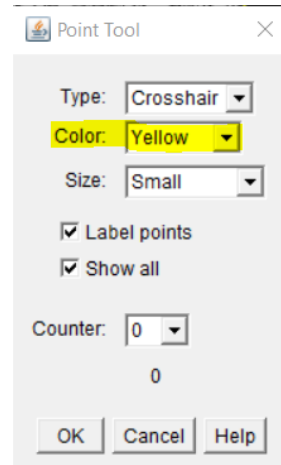 Point Tool
Type: Crosshair
Color: Yellow
Size: Small
Label points
Show all
Counter: 0
0
OK Cancel Help